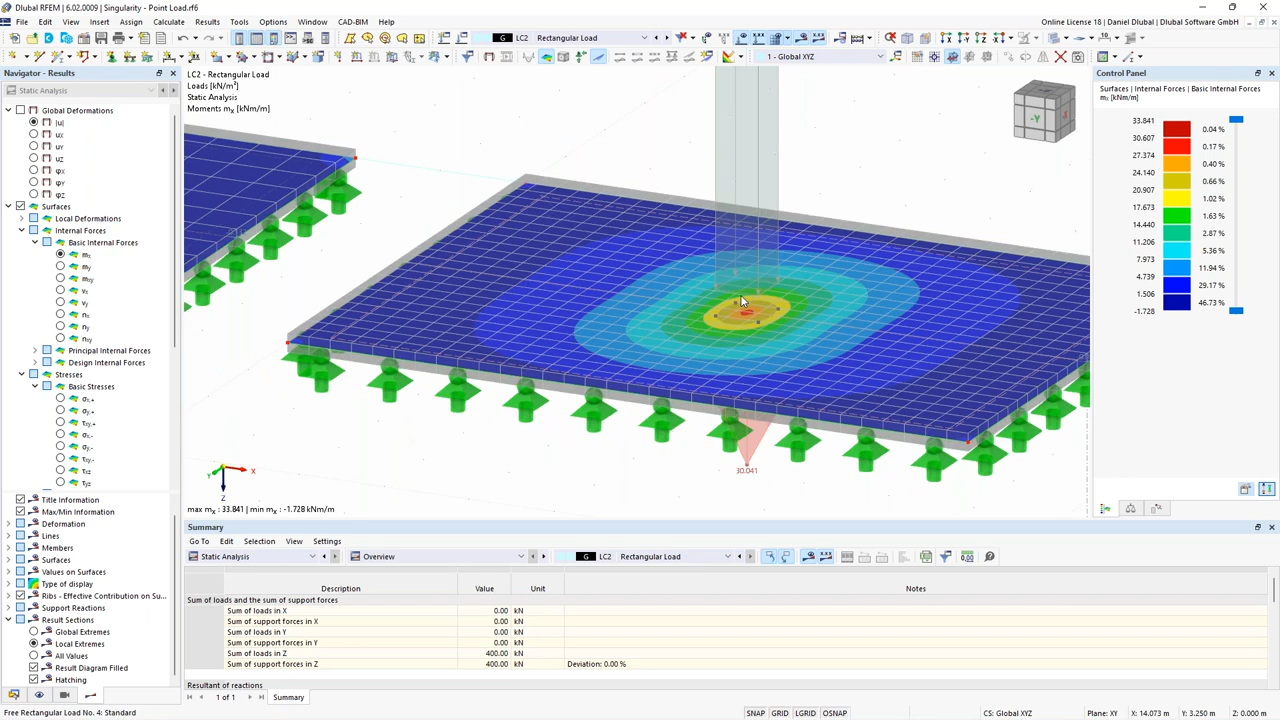 Dlubal RFEM | 6.02.0009 | Singularity - Point Load.rf6
File Edit View Insert Assign Calculate Results Tools Options Window CAD-BIM Help
Online License 18 | Daniel Dlubal | Dlubal Software GmbH
G LC2 Rectangular Load
1 - Global XYZ
Navigator - Results
Static Analysis
Global Deformations
|u|
uX
uY
uZ
φX
φY
φZ
Surfaces
Local Deformations
Internal Forces
Basic Internal Forces
mx
my
mxy
vx
vy
nx
ny
nxy
Principal Internal Forces
Design Internal Forces
Stresses
Basic Stresses
σx,+
σy,+
τxy,+
σx,-
σy,-
τxy,-
τxz
τyz
Title Information
Max/Min Information
Deformation
Lines
Members
Surfaces
Values on Surfaces
Type of display
Ribs - Effective Contribution on Su...
Support Reactions
Result Sections
Global Extremes
Local Extremes
All Values
Result Diagram Filled
Hatching
LC2 - Rectangular Load
Loads [kN/m²]
Static Analysis
Moments mx [kNm/m]
-Y
30.041
X
Y
Z
max mx : 33.841 | min mx : -1.728 kNm/m
Control Panel
Surfaces | Internal Forces | Basic Internal Forces
mx [kNm/m]
33.841
0.04 %
30.607
0.17 %
27.374
0.40 %
24.140
0.66 %
20.907
1.02 %
17.673
1.63 %
14.440
2.87 %
11.206
5.36 %
7.973
11.94 %
4.739
29.17 %
1.506
46.73 %
-1.728
Summary
Go To Edit Selection View Settings
Static Analysis Overview G LC2 Rectangular Load
Description Value Unit Notes
Sum of loads and the sum of support forces
Sum of loads in X 0.00 kN
Sum of support forces in X 0.00 kN
Sum of loads in Y 0.00 kN
Sum of support forces in Y 0.00 kN
Sum of loads in Z 400.00 kN
Sum of support forces in Z 400.00 kN Deviation: 0.00 %
Resultant of reactions
1 of 1 Summary
Free Rectangular Load No. 4: Standard
SNAP GRID LGRID OSNAP CS: Global XYZ Plane: XY X: 14.073 m Y: 3.250 m Z: 0.000 m